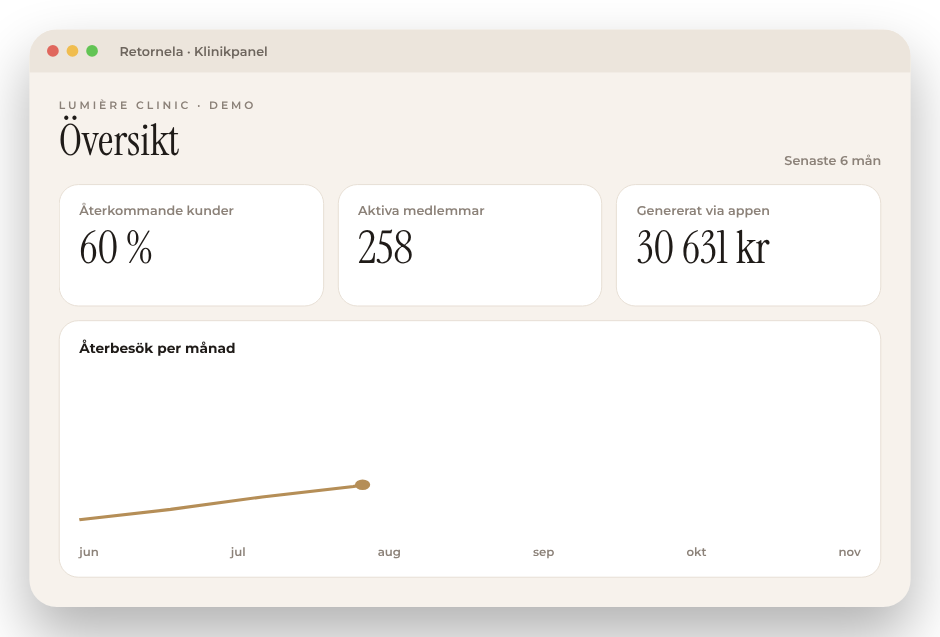 Retornela · Klinikpanel
LUMIÈRE CLINIC · DEMO
Översikt
Senaste 6 mån
Återkommande kunder
60 %
Aktiva medlemmar
258
Genererat via appen
30 631 kr
Återbesök per månad
jun jul aug sep okt nov